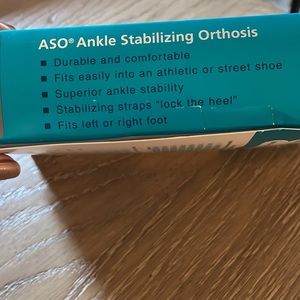 ASO® Ankle Stabilizing Orthosis
■ Durable and comfortable
■ Fits easily into an athletic or street shoe
■ Superior ankle stability
■ Stabilizing straps "lock the heel"
■ Fits left or right foot